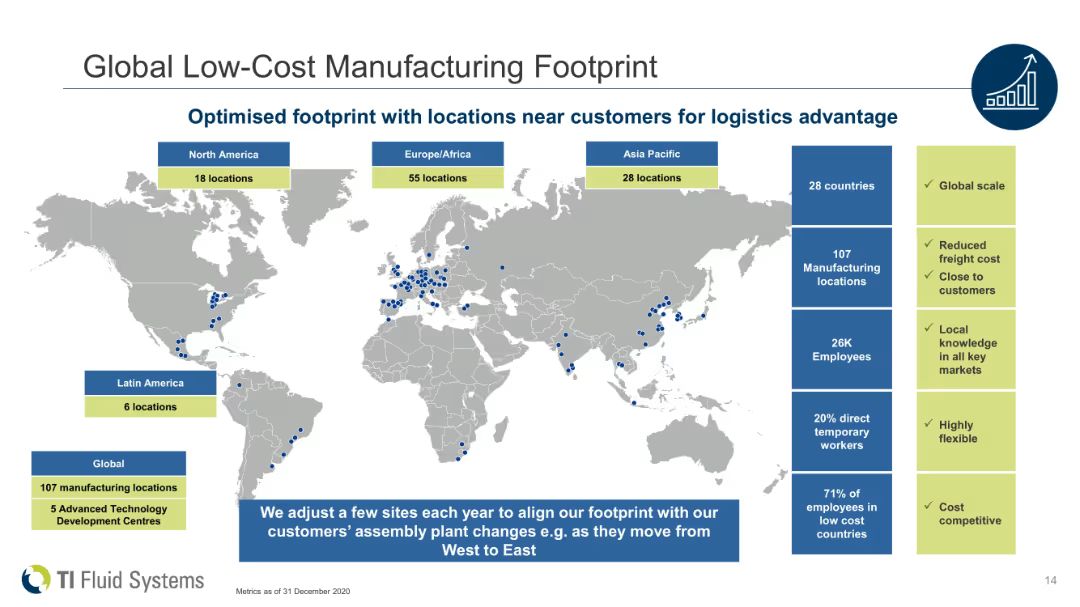 Global Low-Cost Manufacturing Footprint
Optimised footprint with locations near customers for logistics advantage
North America
18 locations
Europe/Africa
55 locations
Asia Pacific
28 locations
Latin America
6 locations
Global
107 manufacturing locations
5 Advanced Technology
Development Centres
28 countries
✓ Global scale
107
Manufacturing
locations
✓ Reduced
freight cost
✓ Close to
customers
26K
Employees
✓ Local
knowledge
in all key
markets
20% direct
temporary
workers
✓ Highly
flexible
71% of
employees in
low cost
countries
✓ Cost
competitive
We adjust a few sites each year to align our footprint with our
customers’ assembly plant changes e.g. as they move from
West to East
TI Fluid Systems
Metrics as of 31 December 2020
14